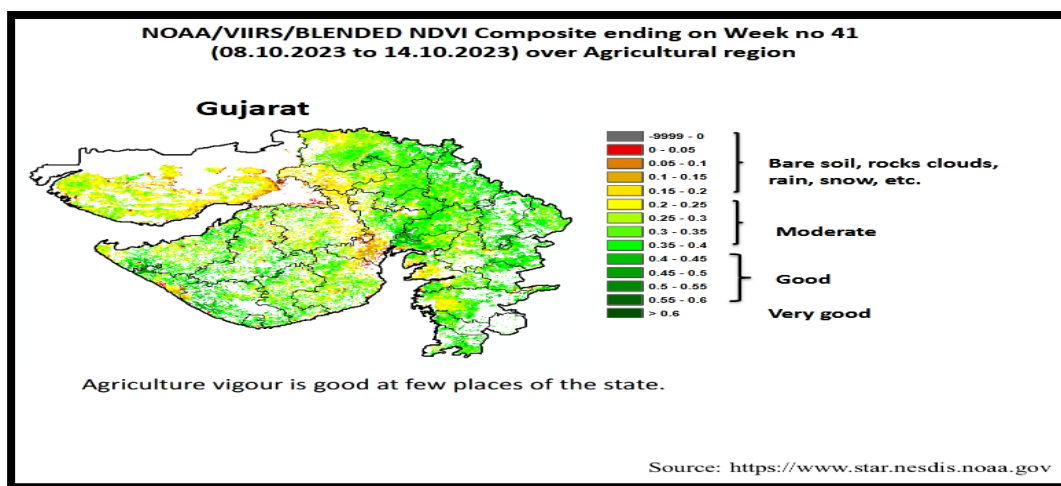 NOAA/VIIRS/BLENDED NDVI Composite ending on Week no 41
(08.10.2023 to 14.10.2023) over Agricultural region
Gujarat
-9999 - 0
0 - 0.05
0.05 - 0.1
0.1 - 0.15
0.15 - 0.2
Bare soil, rocks clouds,
rain, snow, etc.
0.2 - 0.25
0.25 - 0.3
0.3 - 0.35
0.35 - 0.4
Moderate
0.4 - 0.45
0.45 - 0.5
0.5 - 0.55
0.55 - 0.6
Good
> 0.6
Very good
Agriculture vigour is good at few places of the state.
Source: https://www.star.nesdis.noaa.gov